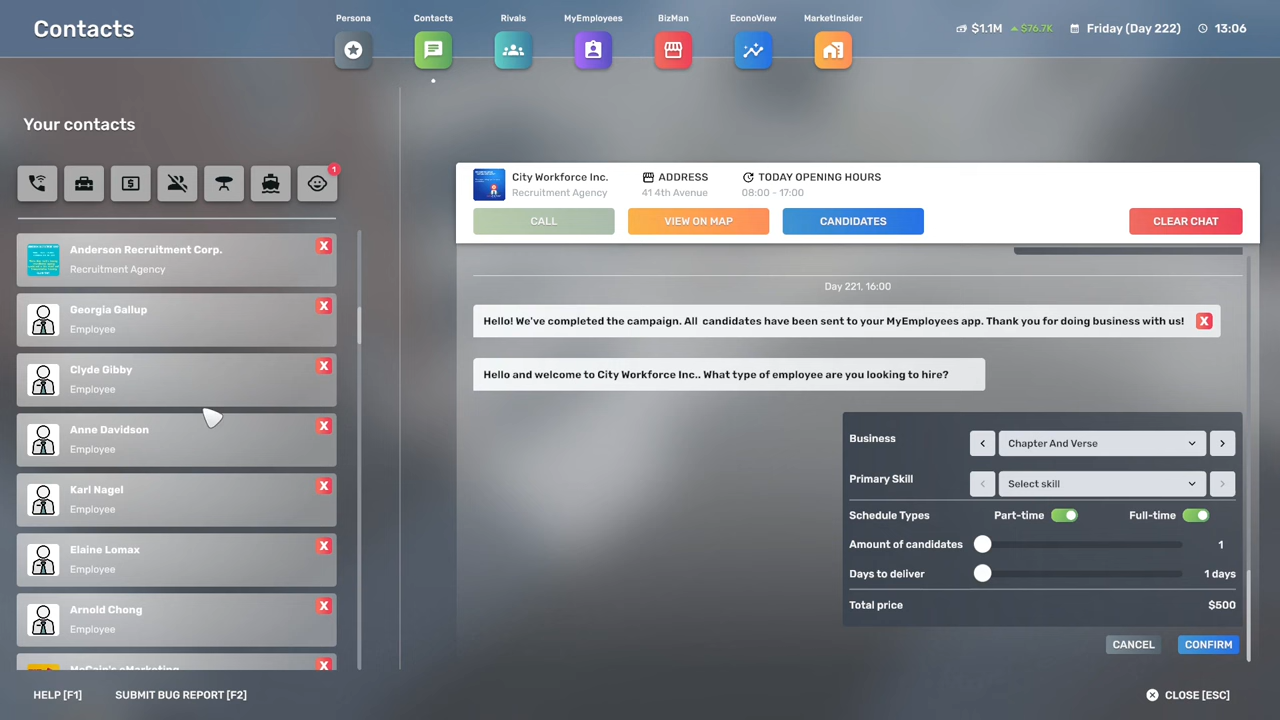 Contacts
Persona
Contacts
Rivals
MyEmployees
BizMan
EconoView
MarketInsider
$1.1M
$76.7K
Friday (Day 222)
13:06
Your contacts
1
Anderson Recruitment Corp.
Recruitment Agency
X
Georgia Gallup
Employee
X
Clyde Gibby
Employee
X
Anne Davidson
Employee
X
Karl Nagel
Employee
X
Elaine Lomax
Employee
X
Arnold Chong
Employee
X
McCain's eMarketing
X
City Workforce Inc.
Recruitment Agency
ADDRESS
41 4th Avenue
TODAY OPENING HOURS
08:00 - 17:00
CALL
VIEW ON MAP
CANDIDATES
CLEAR CHAT
Day 221, 16:00
Hello! We've completed the campaign. All candidates have been sent to your MyEmployees app. Thank you for doing business with us!
X
Hello and welcome to City Workforce Inc.. What type of employee are you looking to hire?
Business
< Chapter And Verse >
Primary Skill
< Select skill >
Schedule Types
Part-time
Full-time
Amount of candidates
1
Days to deliver
1 days
Total price
$500
CANCEL
CONFIRM
HELP [F1]
SUBMIT BUG REPORT [F2]
CLOSE [ESC]